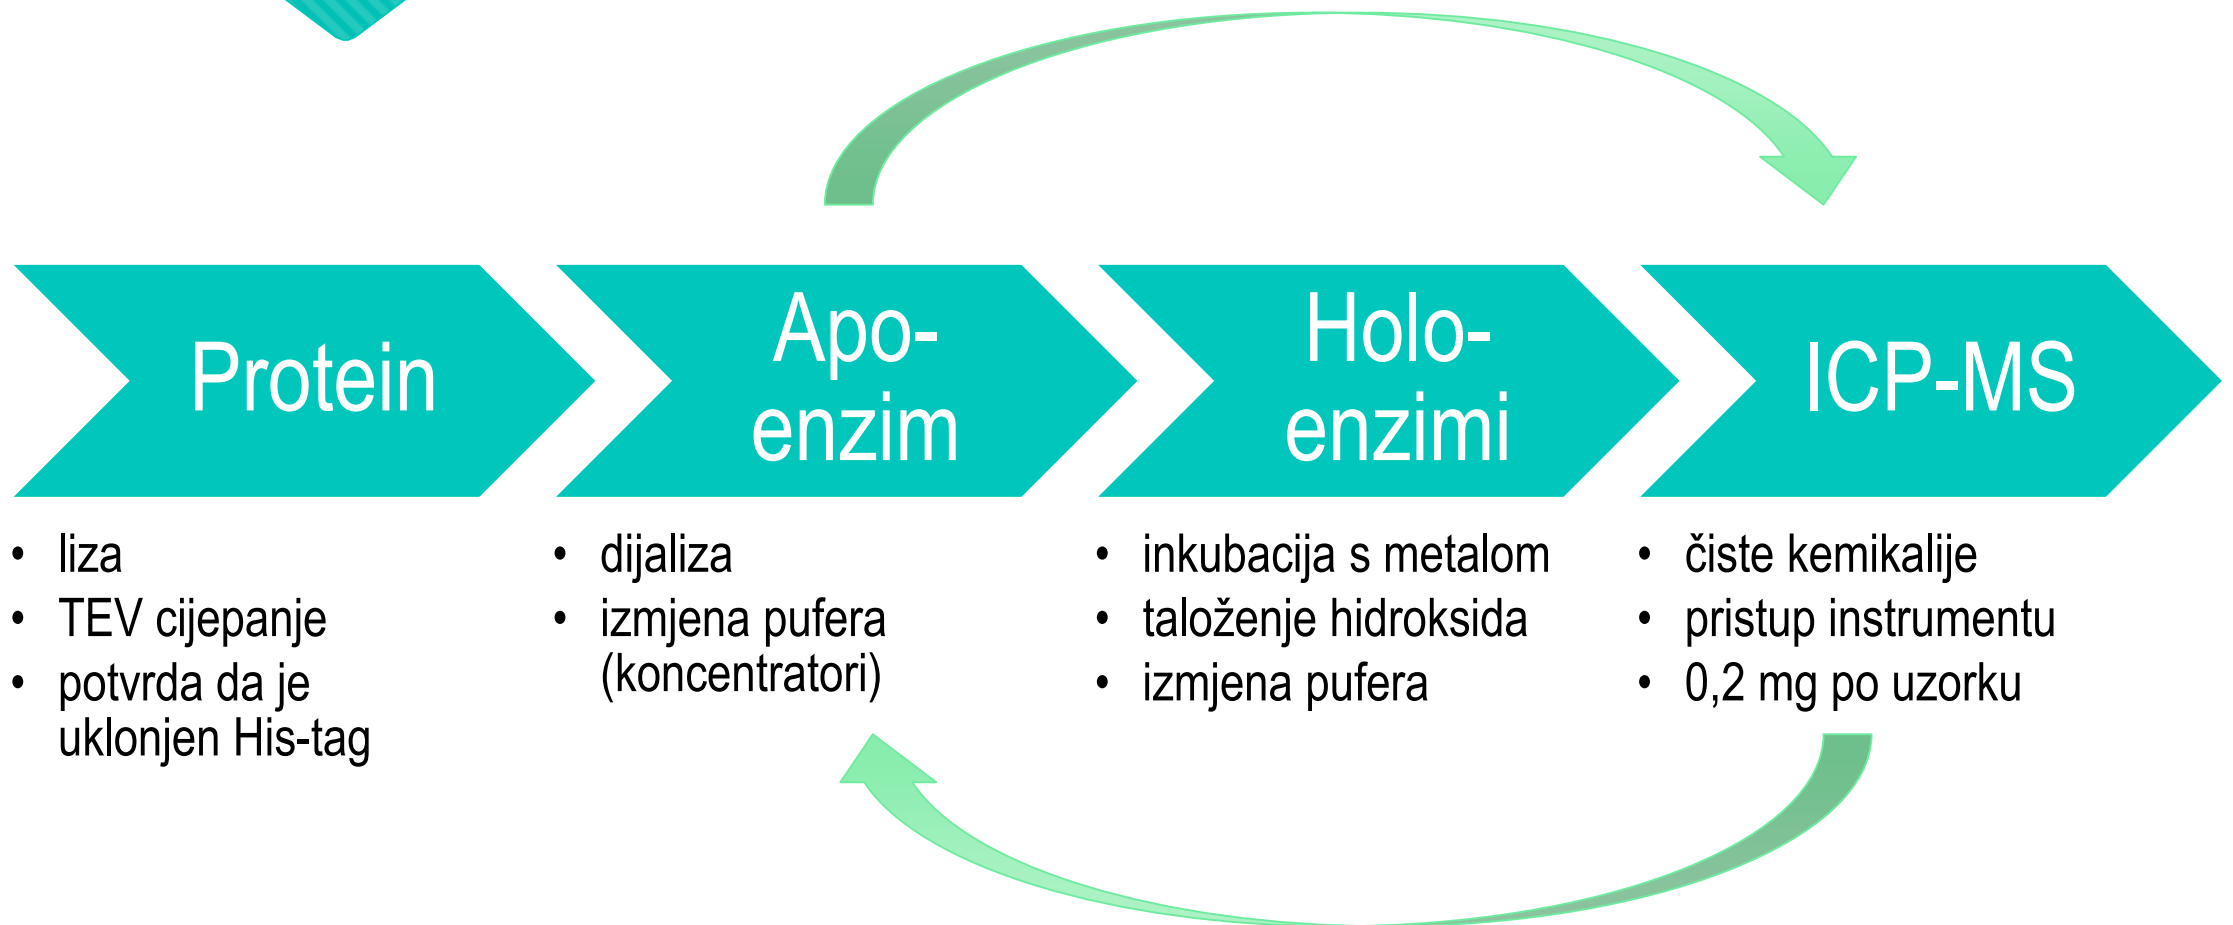 Protein
Apo-
enzim
Holo-
enzimi
ICP-MS
• liza
• TEV cijepanje
• potvrda da je
uklonjen His-tag
• dijaliza
• izmjena pufera
(koncentratori)
• inkubacija s metalom
• taloženje hidroksida
• izmjena pufera
• čiste kemikalije
• pristup instrumentu
• 0,2 mg po uzorku